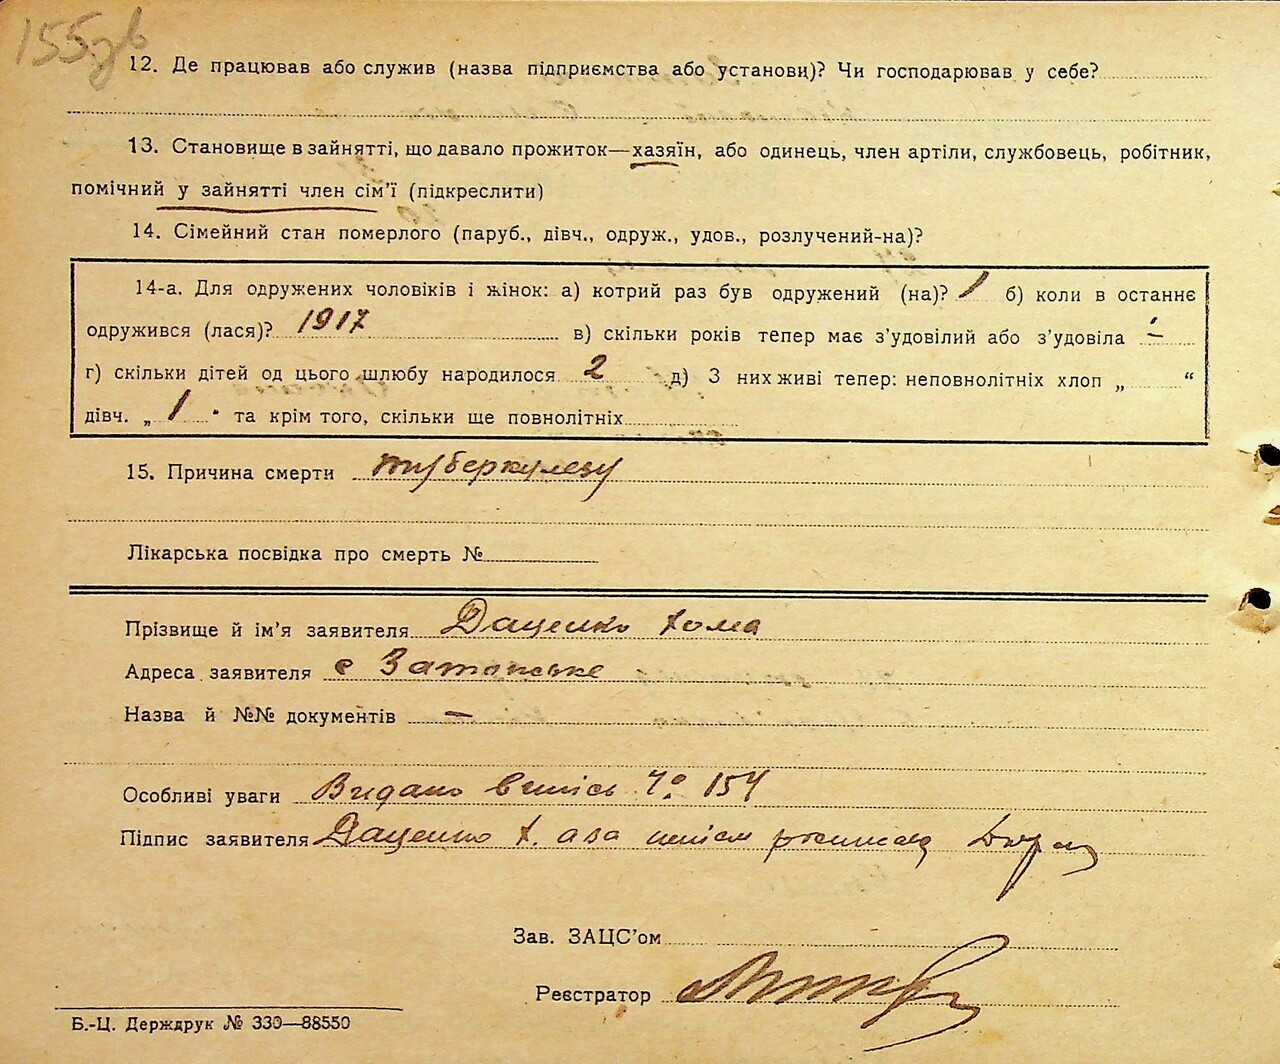 155зв
12. Де працював або служив (назва підприємства або установи)? Чи господарював у себе?
13. Становище в зайнятті, що давало прожиток—хазяїн, або одинець, член артіли, службовець, робітник,
помічний у зайнятті член сім'ї (підкреслити)
14. Сімейний стан померлого (паруб., дівч., одруж., удов., розлучений-на)?
14-а. Для одружених чоловіків і жінок: а) котрий раз був одружений (на)? 1 б) коли в останнє
одружився (лася)? 1917 в) скільки років тепер має з'удовілий або з'удовіла —
г) скільки дітей од цього шлюбу народилося 2 д) З них живі тепер: неповнолітніх хлоп „ “
дівч. „ 1 " та крім того, скільки ще повнолітніх
15. Причина смерти туберкулезу
Лікарська посвідка про смерть №
Прізвище й ім'я заявителя Даценко Хома
Адреса заявителя с Затонське
Назва й №№ документів —
Особливі уваги Видано випись № 154
Підпис заявителя Даценко Х. а за
Зав. ЗАЦС'ом
Реєстратор
Б.-Ц. Держдрук № 330—88550